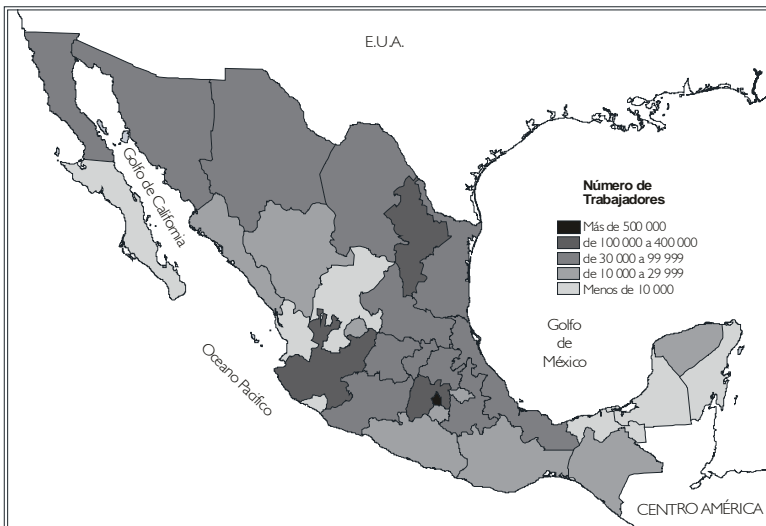 E.U.A.
Golfo de California
Número de
Trabajadores
Más de 500 000
de 100 000 a 400 000
de 30 000 a 99 999
de 10 000 a 29 999
Menos de 10 000
Golfo
de
México
Oceano Pacifico
CENTRO AMÉRICA